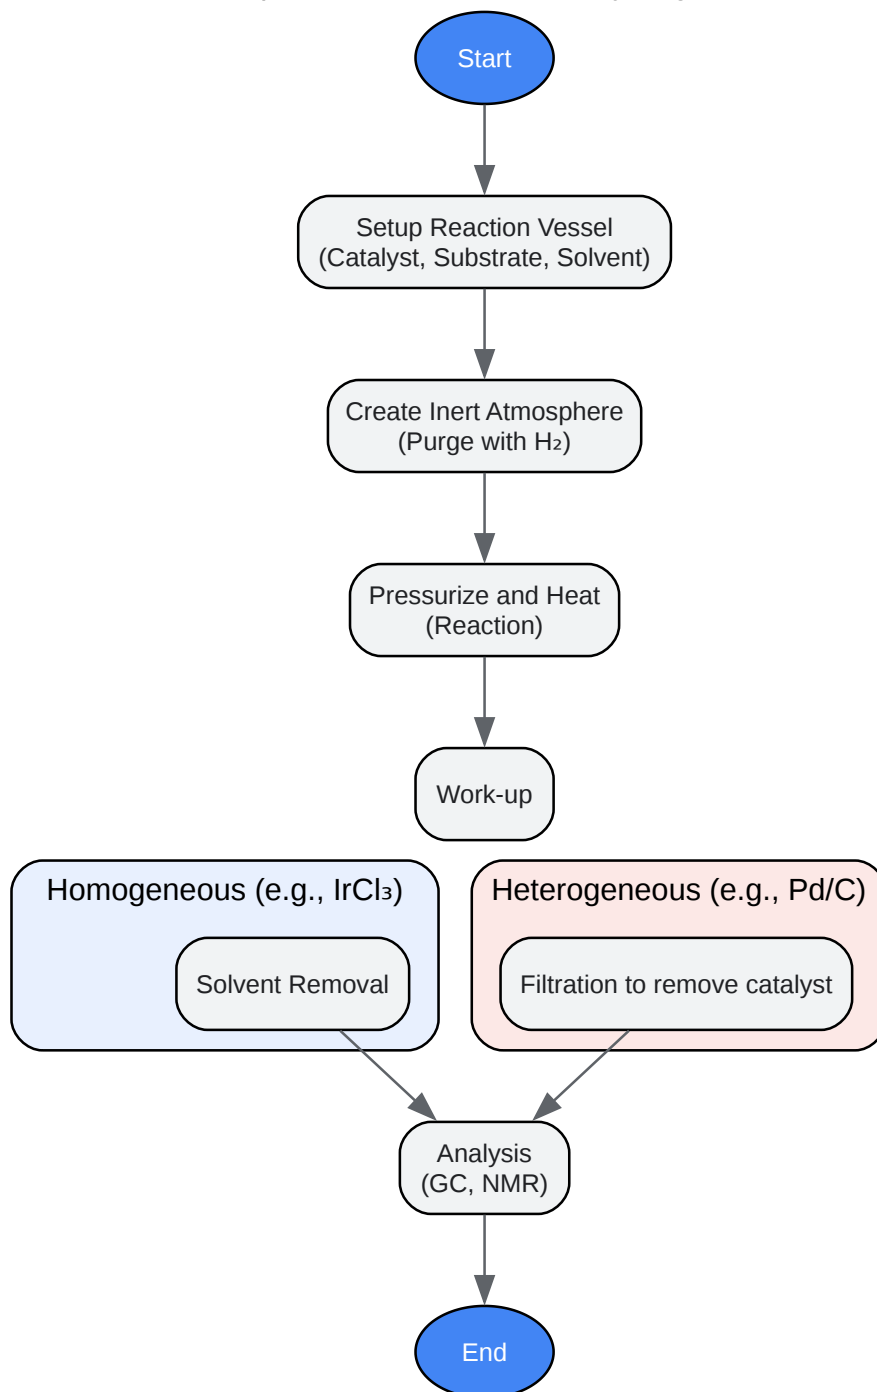 Start
Setup Reaction Vessel
(Catalyst, Substrate, Solvent)
Create Inert Atmosphere
(Purge with H₂)
Pressurize and Heat
(Reaction)
Work-up
Homogeneous (e.g., IrCl₃)
Heterogeneous (e.g., Pd/C)
Solvent Removal
Filtration to remove catalyst
Analysis
(GC, NMR)
End